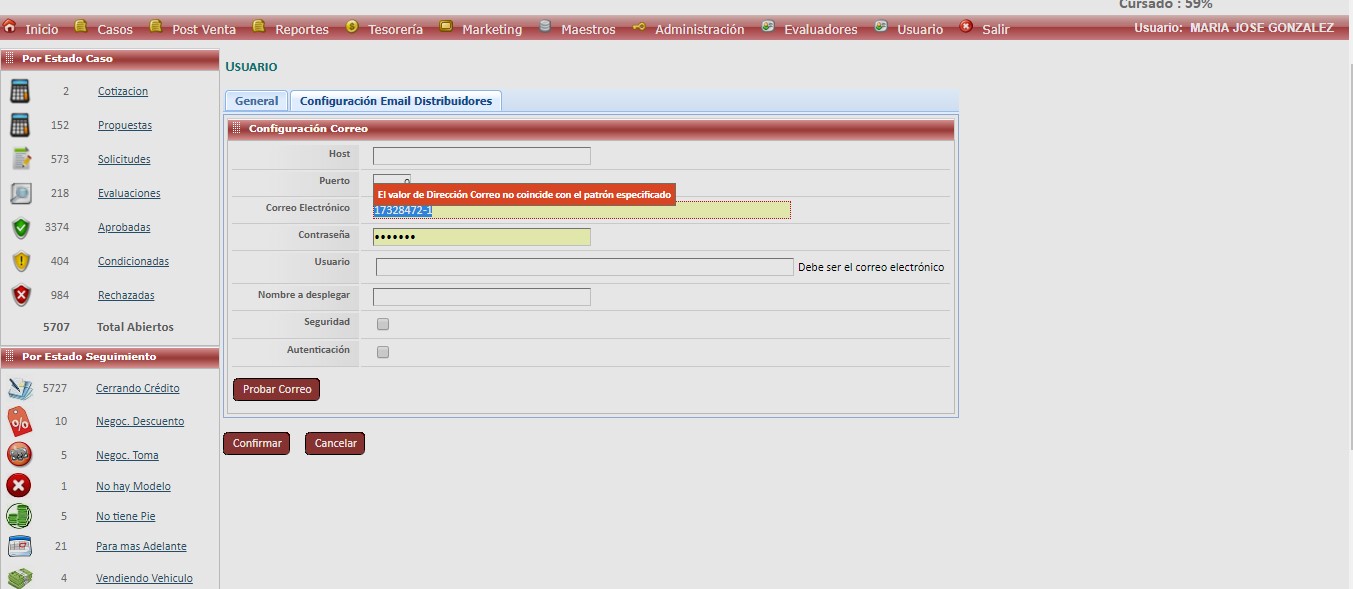 Cursado : 59%
Inicio Casos Post Venta Reportes Tesorería Marketing Maestros Administración Evaluadores Usuario Salir Usuario: MARIA JOSE GONZALEZ
Por Estado Caso
2 Cotizacion
152 Propuestas
573 Solicitudes
218 Evaluaciones
3374 Aprobadas
404 Condicionadas
984 Rechazadas
5707 Total Abiertos
Por Estado Seguimiento
5727 Cerrando Crédito
10 Negoc. Descuento
5 Negoc. Toma
1 No hay Modelo
5 No tiene Pie
21 Para mas Adelante
4 Vendiendo Vehiculo
USUARIO
General Configuración Email Distribuidores
Configuración Correo
Host
Puerto 0
El valor de Dirección Correo no coincide con el patrón especificado
Correo Electrónico 17328472-1
Contraseña •••••••
Usuario Debe ser el correo electrónico
Nombre a desplegar
Seguridad
Autenticación
Probar Correo
Confirmar Cancelar